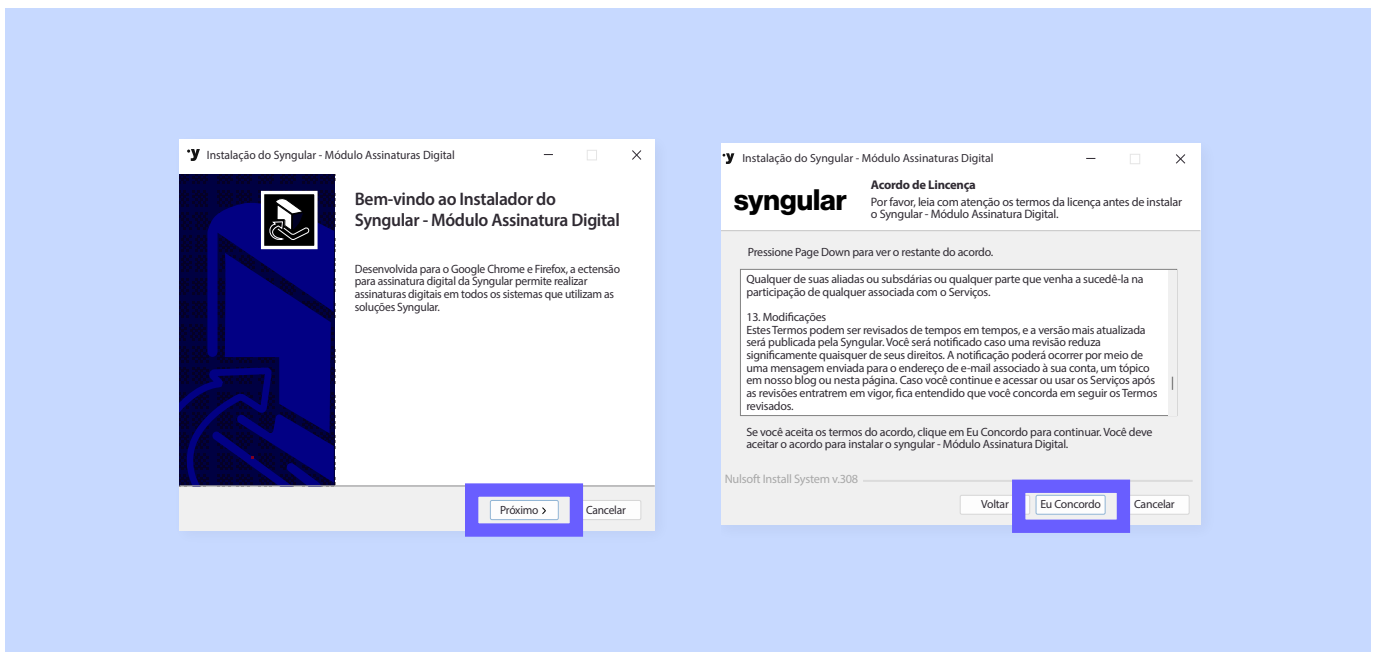 Instalação do Syngular - Módulo Assinaturas Digital
Bem-vindo ao Instalador do
Syngular - Módulo Assinatura Digital
Desenvolvida para o Google Chrome e Firefox, a ectensão
para assinatura digital da Syngular permite realizar
assinaturas digitais em todos os sistemas que utilizam as
soluções Syngular.
Próximo >
Cancelar
Instalação do Syngular - Módulo Assinaturas Digital
syngular
Acordo de Lincença
Por favor, leia com atenção os termos da licença antes de instalar
o Syngular - Módulo Assinatura Digital.
Pressione Page Down para ver o restante do acordo.
Qualquer de suas aliadas ou subsdárias ou qualquer parte que venha a sucedê-la na
participação de qualquer associada com o Serviços.
13. Modificações
Estes Termos podem ser revisados de tempos em tempos, e a versão mais atualizada
será publicada pela Syngular. Você será notificado caso uma revisão reduza
significamente quaisquer de seus direitos. A notificação poderá ocorrer por meio de
uma mensagem enviada para o endereço de e-mail associado à sua conta, um tópico
em nosso blog ou nesta página. Caso você continue e acessar ou usar os Serviços após
as revisões entratrem em vigor, fica entendido que você concorda em seguir os Termos
revisados.
Se você aceita os termos do acordo, clique em Eu Concordo para continuar. Você deve
aceitar o acordo para instalar o syngular - Módulo Assinatura Digital.
Nulsoft Install System v.308
Voltar
Eu Concordo
Cancelar